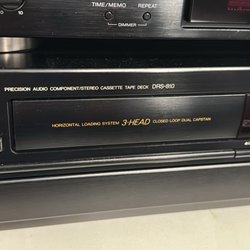 10
TIME/MEMO REPEAT
DIMMER
PRECISION AUDIO COMPONENT/STEREO CASSETTE TAPE DECK DRS-810
HORIZONTAL LOADING SYSTEM 3-HEAD CLOSED LOOP DUAL CAPSTAN